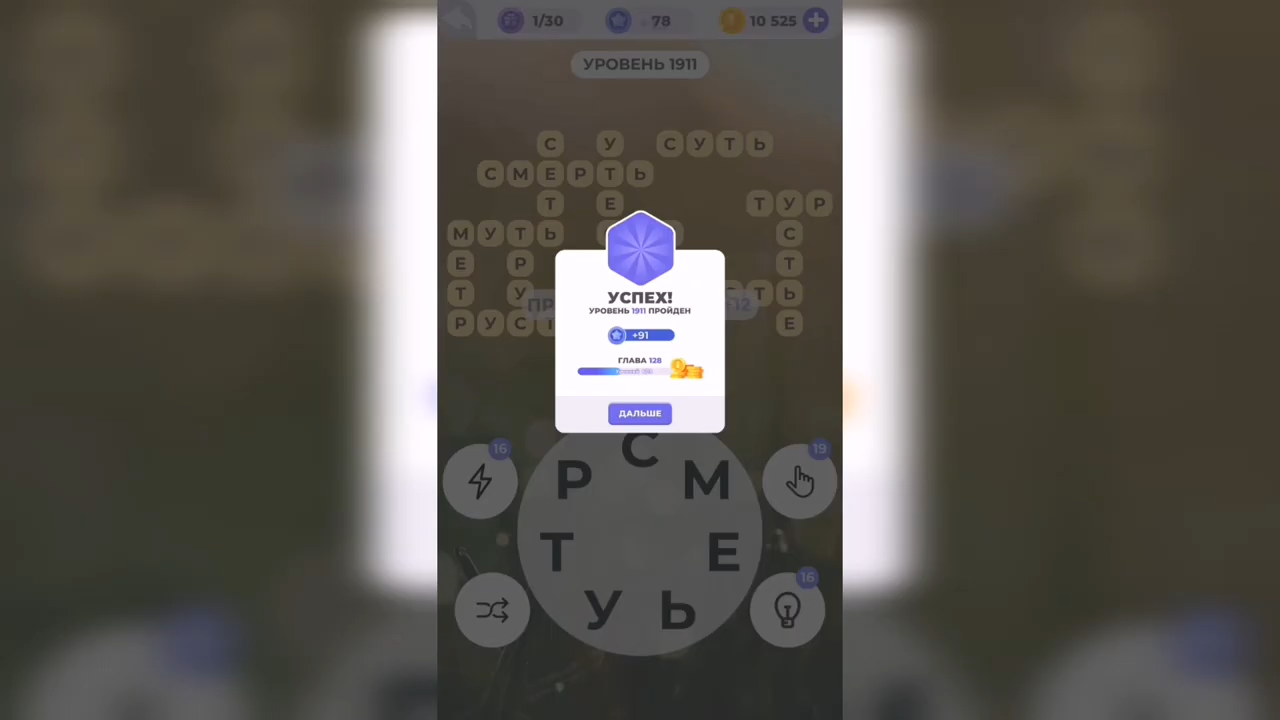 1/30
78
10 525
УРОВЕНЬ 1911
С У СУТЬ
СМЕРТЬ
Т Е ТУР
МУТЬ С
Е Р Т
Т У ТЬ
РУС Е
12
УСПЕХ!
УРОВЕНЬ 1911 ПРОЙДЕН
+91
ГЛАВА 128
ДАЛЬШЕ
16
19
С
Р М
Т Е
У Ь
16